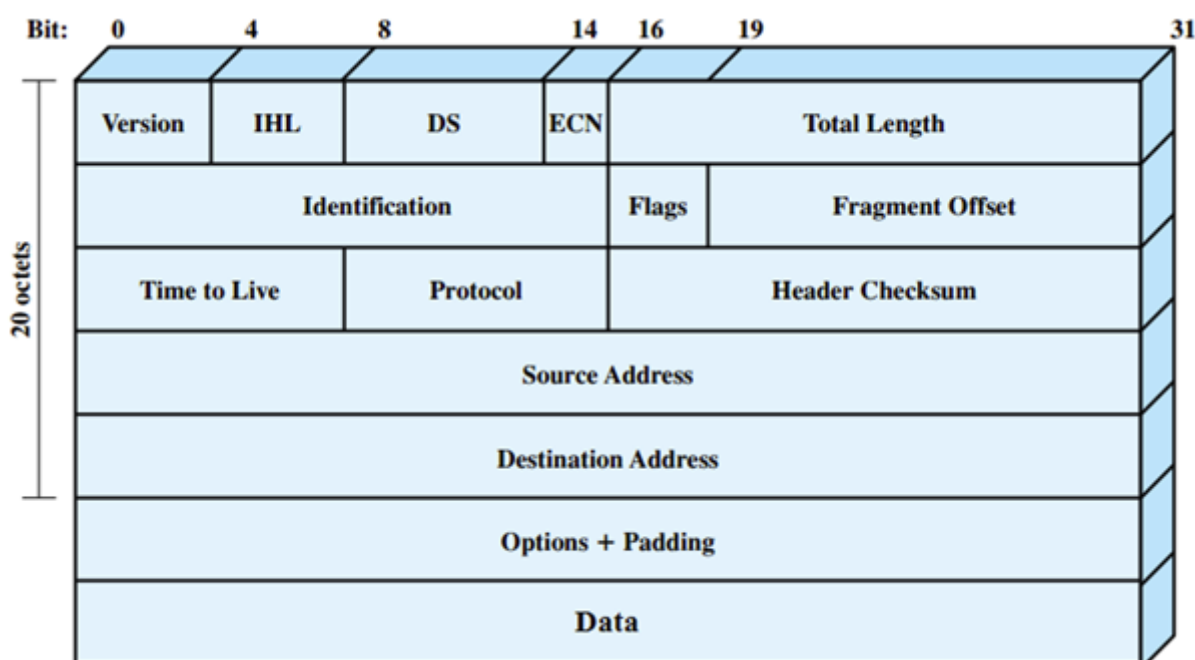 Bit: 0 4 8 14 16 19 31
Version IHL DS ECN Total Length
Identification Flags Fragment Offset
20 octets
Time to Live Protocol Header Checksum
Source Address
Destination Address
Options + Padding
Data